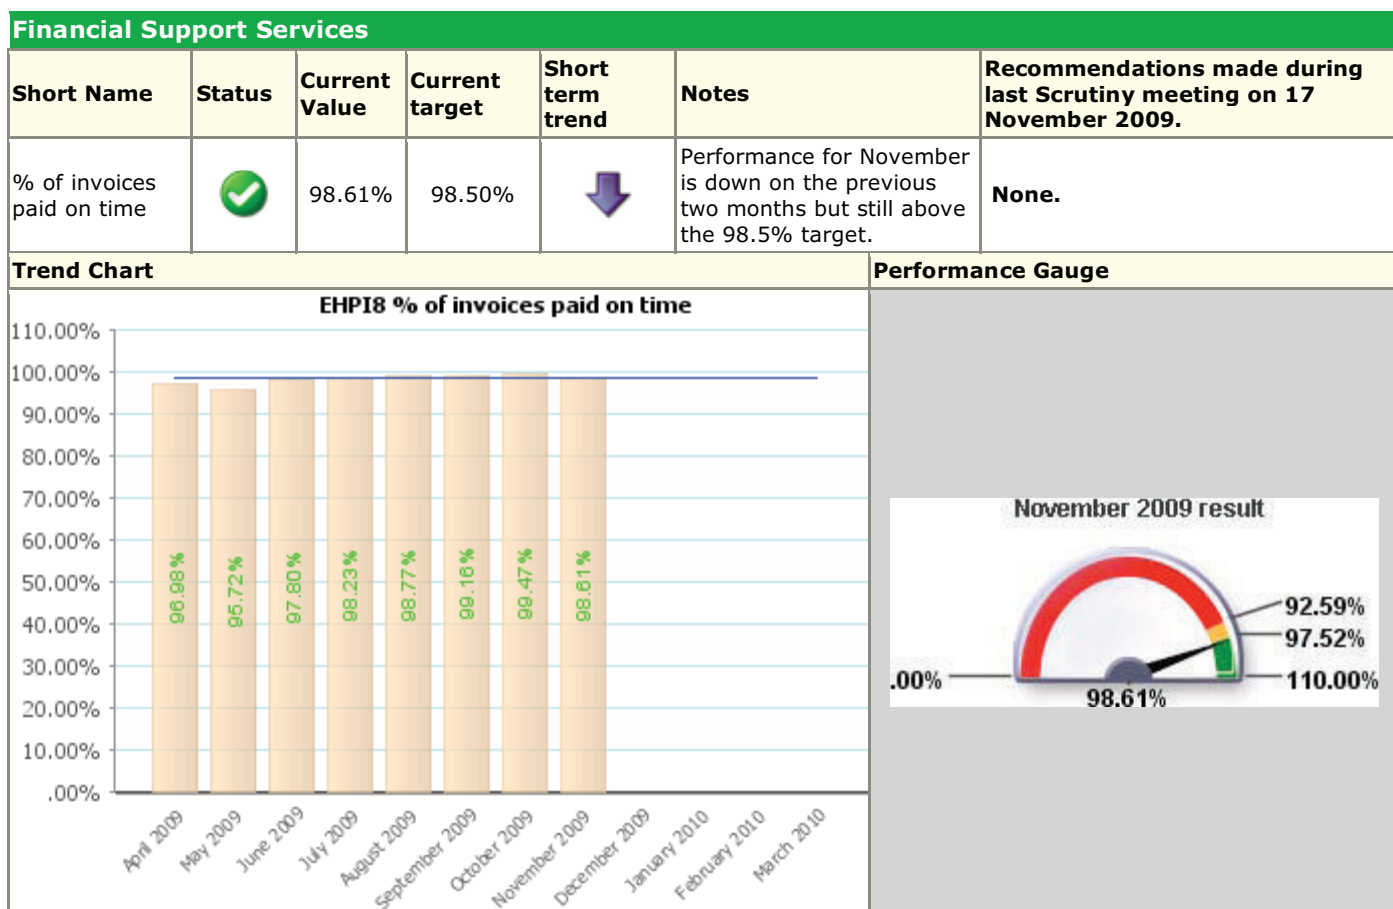 Financial Support Services
Short Name
Status
Current
Value
Current
target
Short
term
trend
Notes
Recommendations made during
last Scrutiny meeting on 17
November 2009.
% of invoices
paid on time
98.61%
98.50%
Performance for November
is down on the previous
two months but still above
the 98.5% target.
None.
Trend Chart
Performance Gauge
EHPI8 % of invoices paid on time
110.00%
100.00%
90.00%
80.00%
70.00%
60.00%
50.00%
40.00%
30.00%
20.00%
10.00%
.00%
96.98%
95.72%
97.80%
98.23%
98.77%
99.16%
99.47%
98.61%
April 2009
May 2009
June 2009
July 2009
August 2009
September 2009
October 2009
November 2009
December 2009
January 2010
February 2010
March 2010
November 2009 result
92.59%
97.52%
.00%
110.00%
98.61%